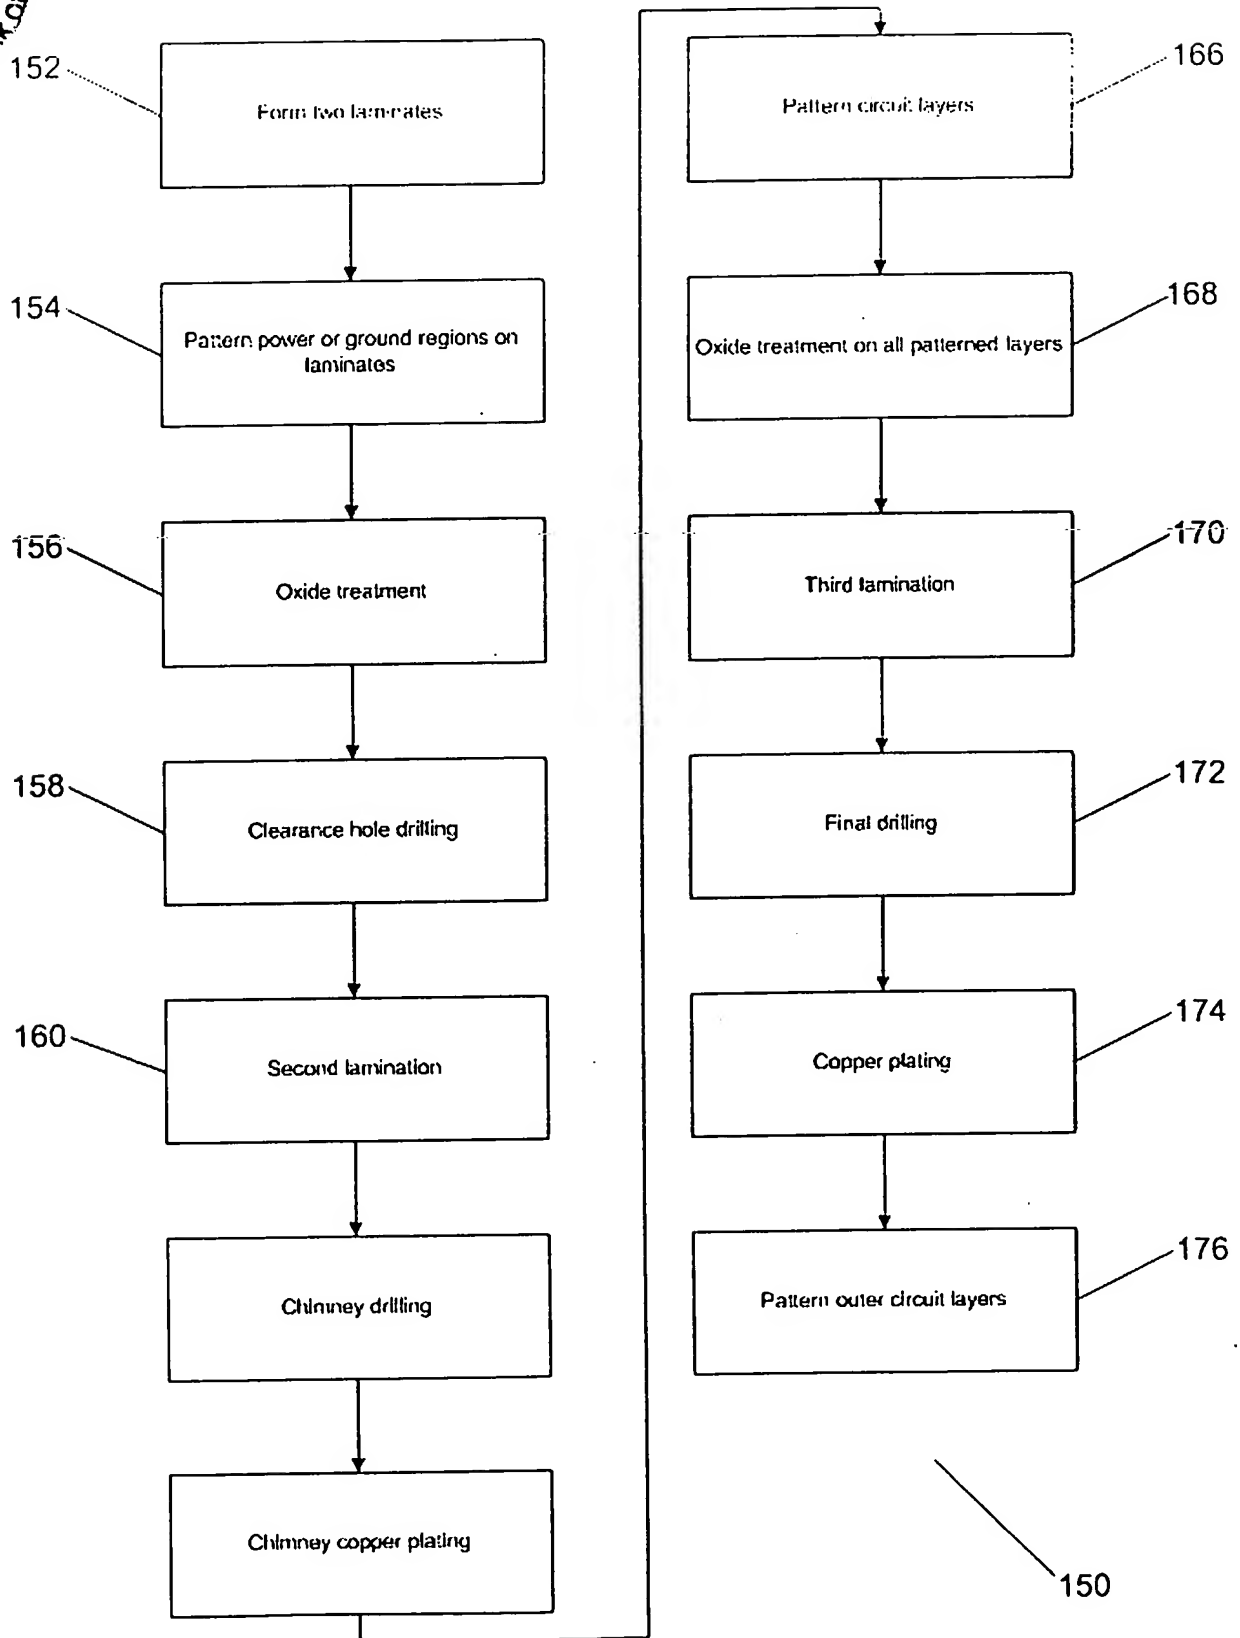 152
Form two laminates
154
Pattern power or ground regions on
laminates
156
Oxide treatment
158
Clearance hole drilling
160
Second lamination
Chimney drilling
Chimney copper plating
166
Pattern circuit layers
168
Oxide treatment on all patterned layers
170
Third lamination
172
Final drilling
174
Copper plating
176
Pattern outer circuit layers
150